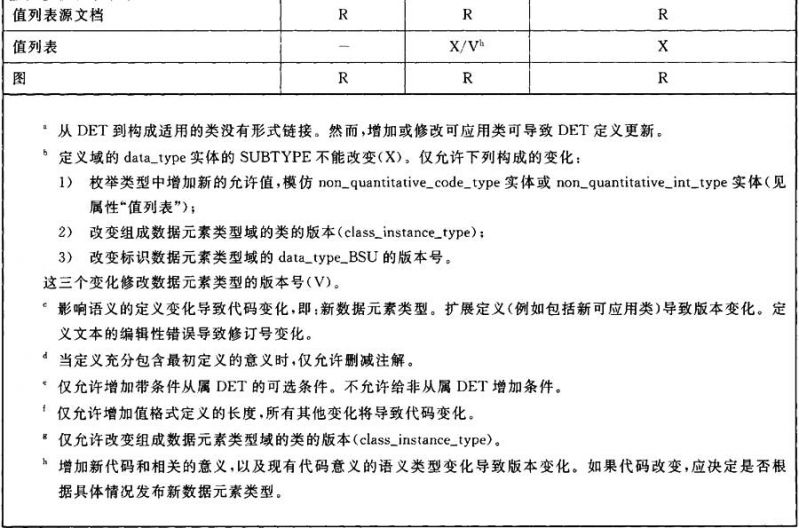 值列表源文档 R R R
值列表 — X/Vʰ X
图 R R R
ᵃ 从 DET 到构成适用的类没有形式链接。然而,增加或修改可应用类可导致 DET 定义更新。
ᵇ 定义域的 data_type 实体的 SUBTYPE 不能改变(X)。仅允许下列构成的变化:
1) 枚举类型中增加新的允许值,模仿 non_quantitative_code_type 实体或 non_quantitative_int_type 实体(见
属性“值列表”);
2) 改变组成数据元素类型域的类的版本(class_instance_type);
3) 改变标识数据元素类型域的 data_type_BSU 的版本号。
这三个变化修改数据元素类型的版本号(V)。
ᶜ 影响语义的定义变化导致代码变化,即:新数据元素类型。扩展定义(例如包括新可应用类)导致版本变化。定
义文本的编辑性错误导致修订号变化。
ᵈ 当定义充分包含最初定义的意义时,仅允许删减注解。
ᵉ 仅允许增加带条件从属 DET 的可选条件。不允许给非从属 DET 增加条件。
ᶠ 仅允许增加值格式定义的长度,所有其他变化将导致代码变化。
ᵍ 仅允许改变组成数据元素类型域的类的版本(class_instance_type)。
ʰ 增加新代码和相关的意义,以及现有代码意义的语义类型变化导致版本变化。如果代码改变,应决定是否根
据具体情况发布新数据元素类型。